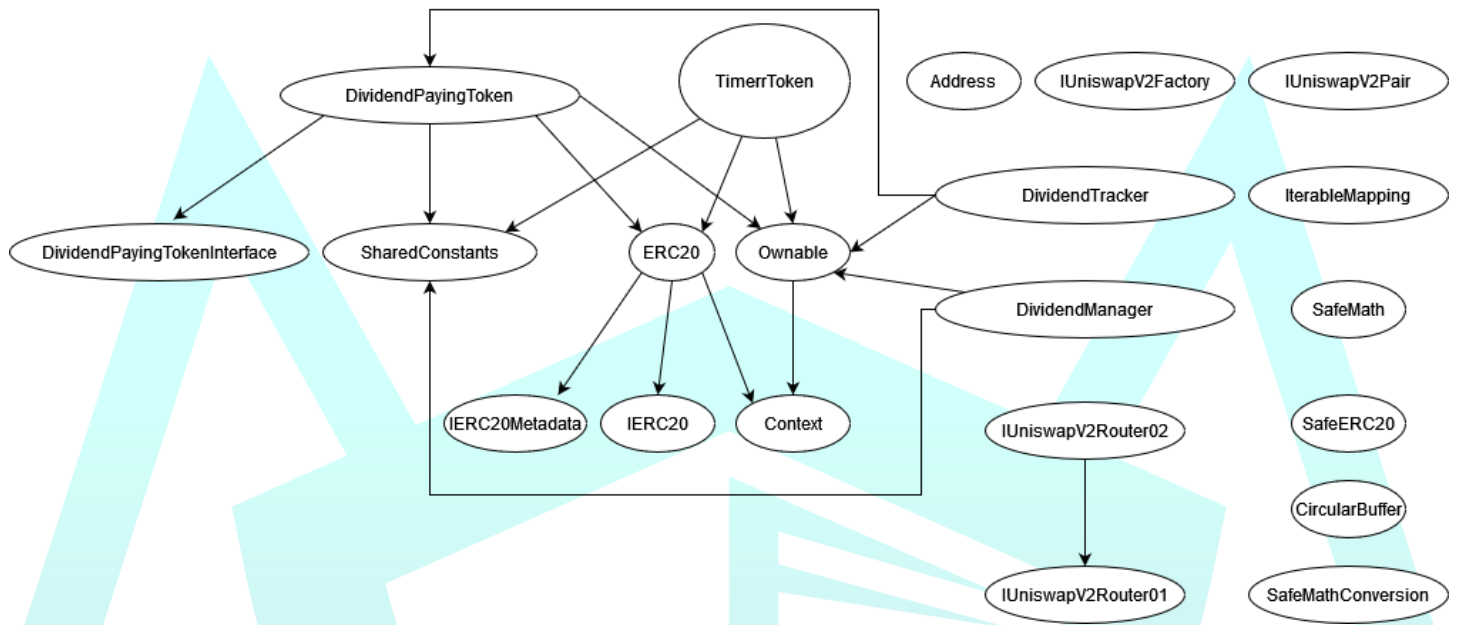 TimerrToken
Address
IUniswapV2Factory
IUniswapV2Pair
DividendPayingToken
DividendTracker
IterableMapping
DividendPayingTokenInterface
SharedConstants
ERC20
Ownable
DividendManager
SafeMath
IERC20Metadata
IERC20
Context
IUniswapV2Router02
SafeERC20
CircularBuffer
IUniswapV2Router01
SafeMathConversion